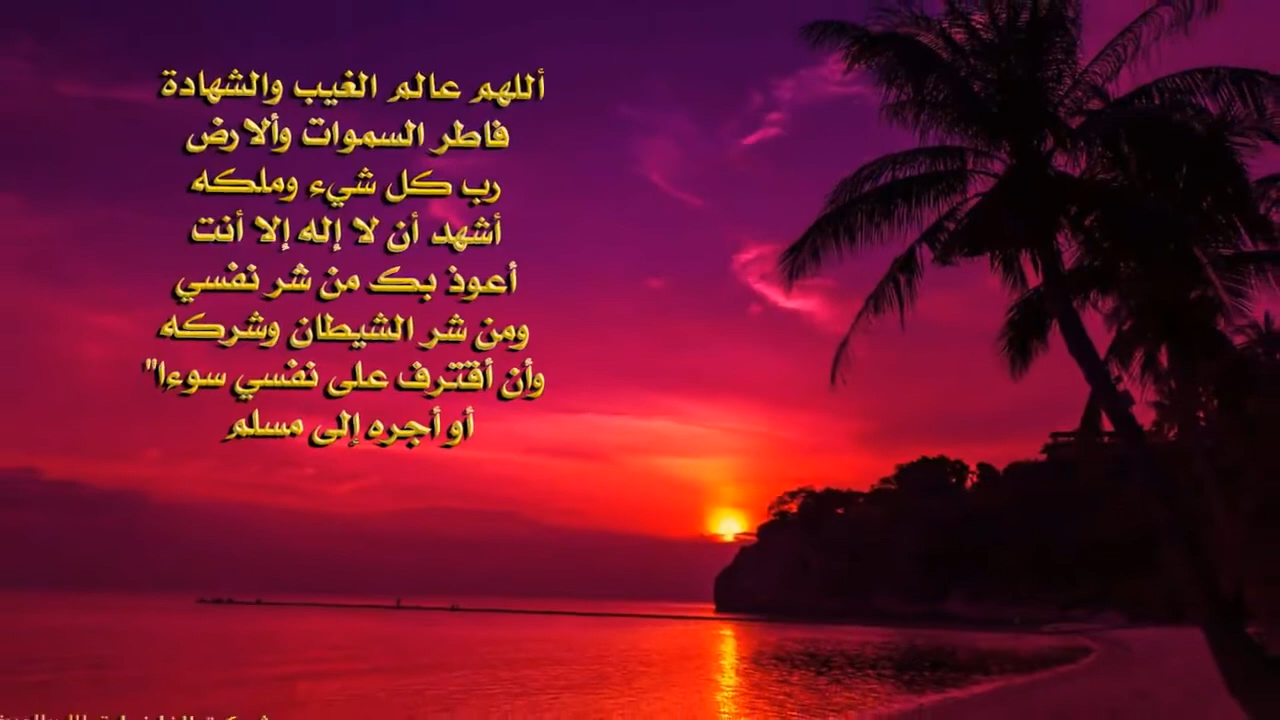 أللهم عالم الغيب والشهادة
فاطر السموات وألارض
رب كل شيء وملكه
أشهد أن لا إله إلا أنت
أعوذ بك من شر نفسي
ومن شر الشيطان وشركه
وأن أقترف على نفسي سوءا"
أو أجره إلى مسلم